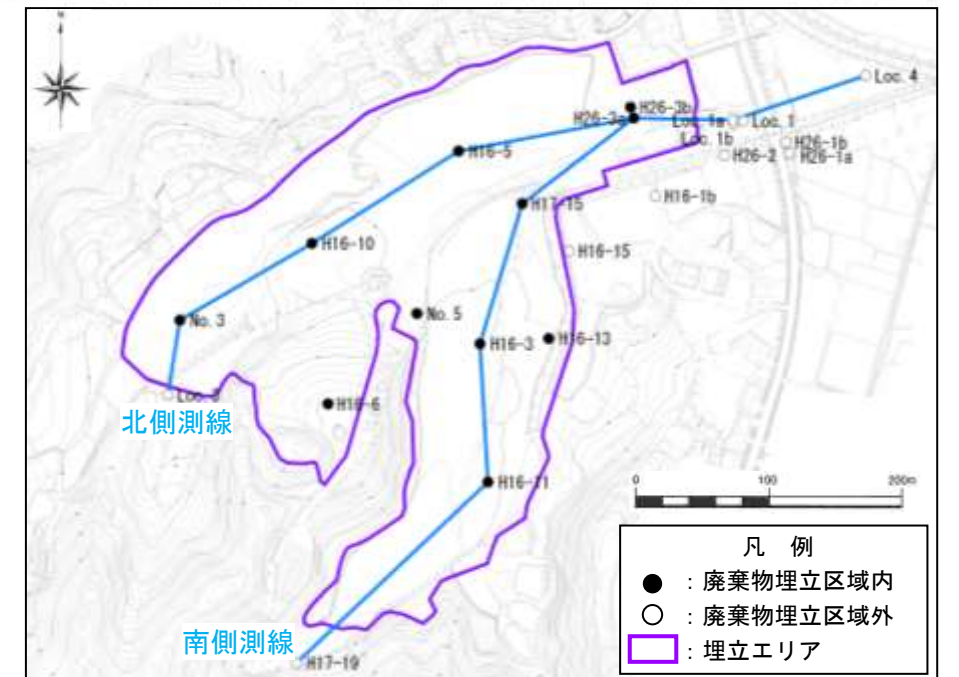 Loc. 4
H26-3b
H26-3a
Loc. 1a
Loc. 1
Loc. 1b
H26-1b
H26-2
H26-1a
H16-5
H16-1b
H17-15
H16-10
H16-15
No. 5
No. 3
H16-3
H16-13
Loc. 3
H16-6
北側測線
H16-11
0 100 200m
凡 例
● : 廃棄物埋立区域内
○ : 廃棄物埋立区域外
: 埋立エリア
南側測線
H17-19